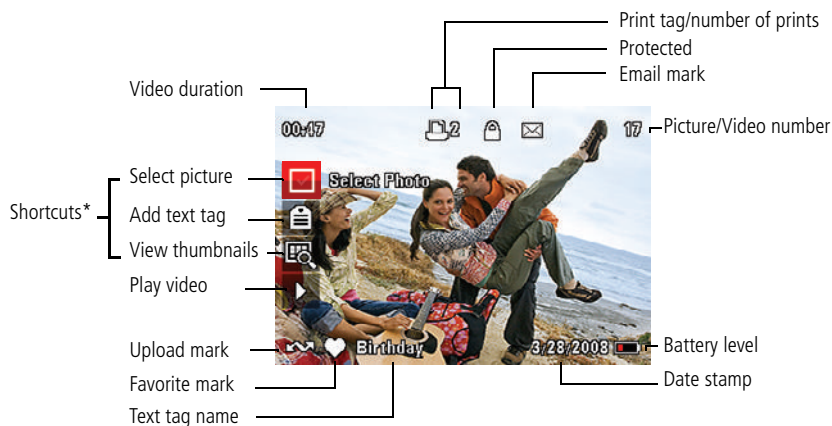 Print tag/number of prints
Protected
Email mark
Video duration
00:47
2
17
Picture/Video number
Shortcuts*
Select picture
Select Photo
Add text tag
View thumbnails
Play video
Upload mark
Birthday
3/28/2008
Battery level
Favorite mark
Date stamp
Text tag name